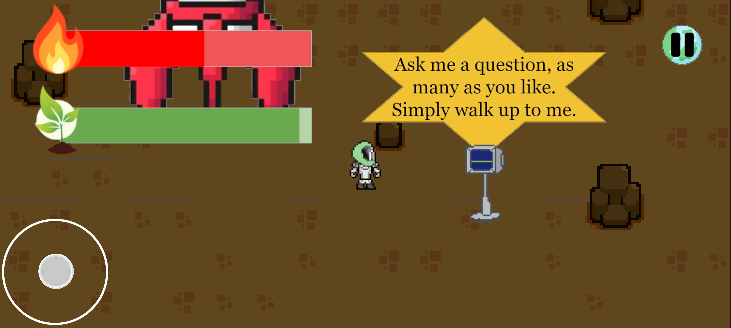 Ask me a question, as
many as you like.
Simply walk up to me.